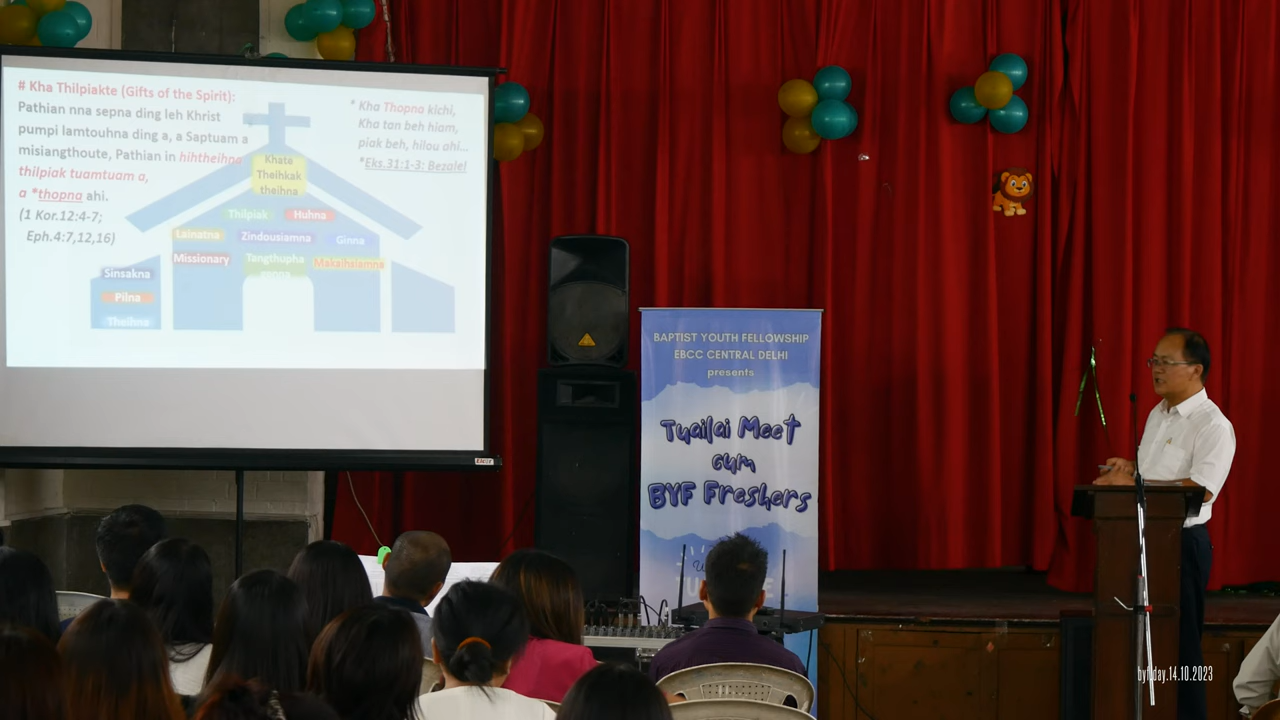 # Kha Thilpiakte (Gifts of the Spirit):
Pathian nna sepna ding leh Khrist
pumpi lamtouhna ding a, a Saptuam a
misiangthoute, Pathian in hihtheihna
thilpiak tuamtuam a,
a *thopna ahi.
(1 Kor.12:4-7;
Eph.4:7,12,16)
* Kha Thopna kichi,
Kha tan beh hiam,
piak beh, hilou ahi...
*Eks.31:1-3: Bezalel
Khate
Theihkak
theihna
Thilpiak Huhna
Lainatna Zindousiamna Ginna
Missionary Tangthupha
Makaihsiamna
Sinsakna
Pilna
Theihna
BAPTIST YOUTH FELLOWSHIP
EBCC CENTRAL DELHI
presents
Tuailai Meet
cum
BYF Freshers
byf.day.14.10.2023